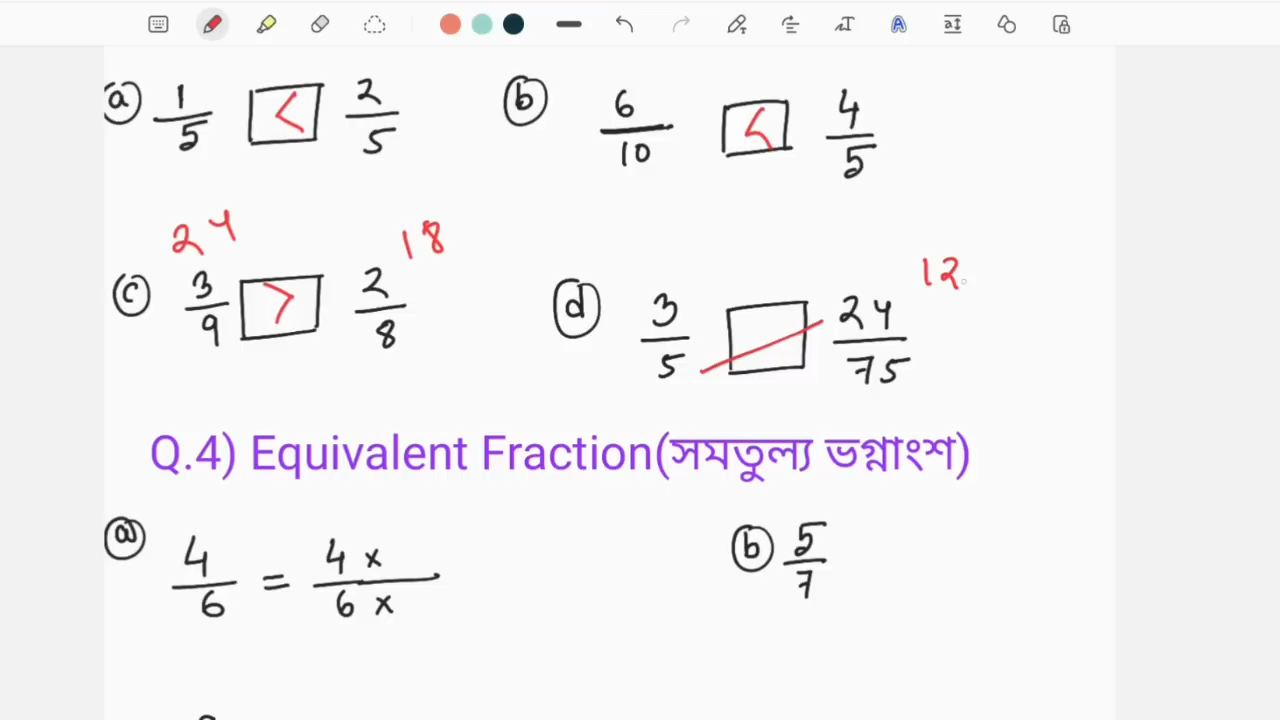 ⓐ 1/5 < 2/5 ⓑ 6/10 < 4/5
24 18
ⓒ 3/9 > 2/8 ⓓ 3/5 24/75 12
Q.4) Equivalent Fraction(সমতুল্য ভগ্নাংশ)
ⓐ 4/6 = 4 ×/6 × ⓑ 5/7